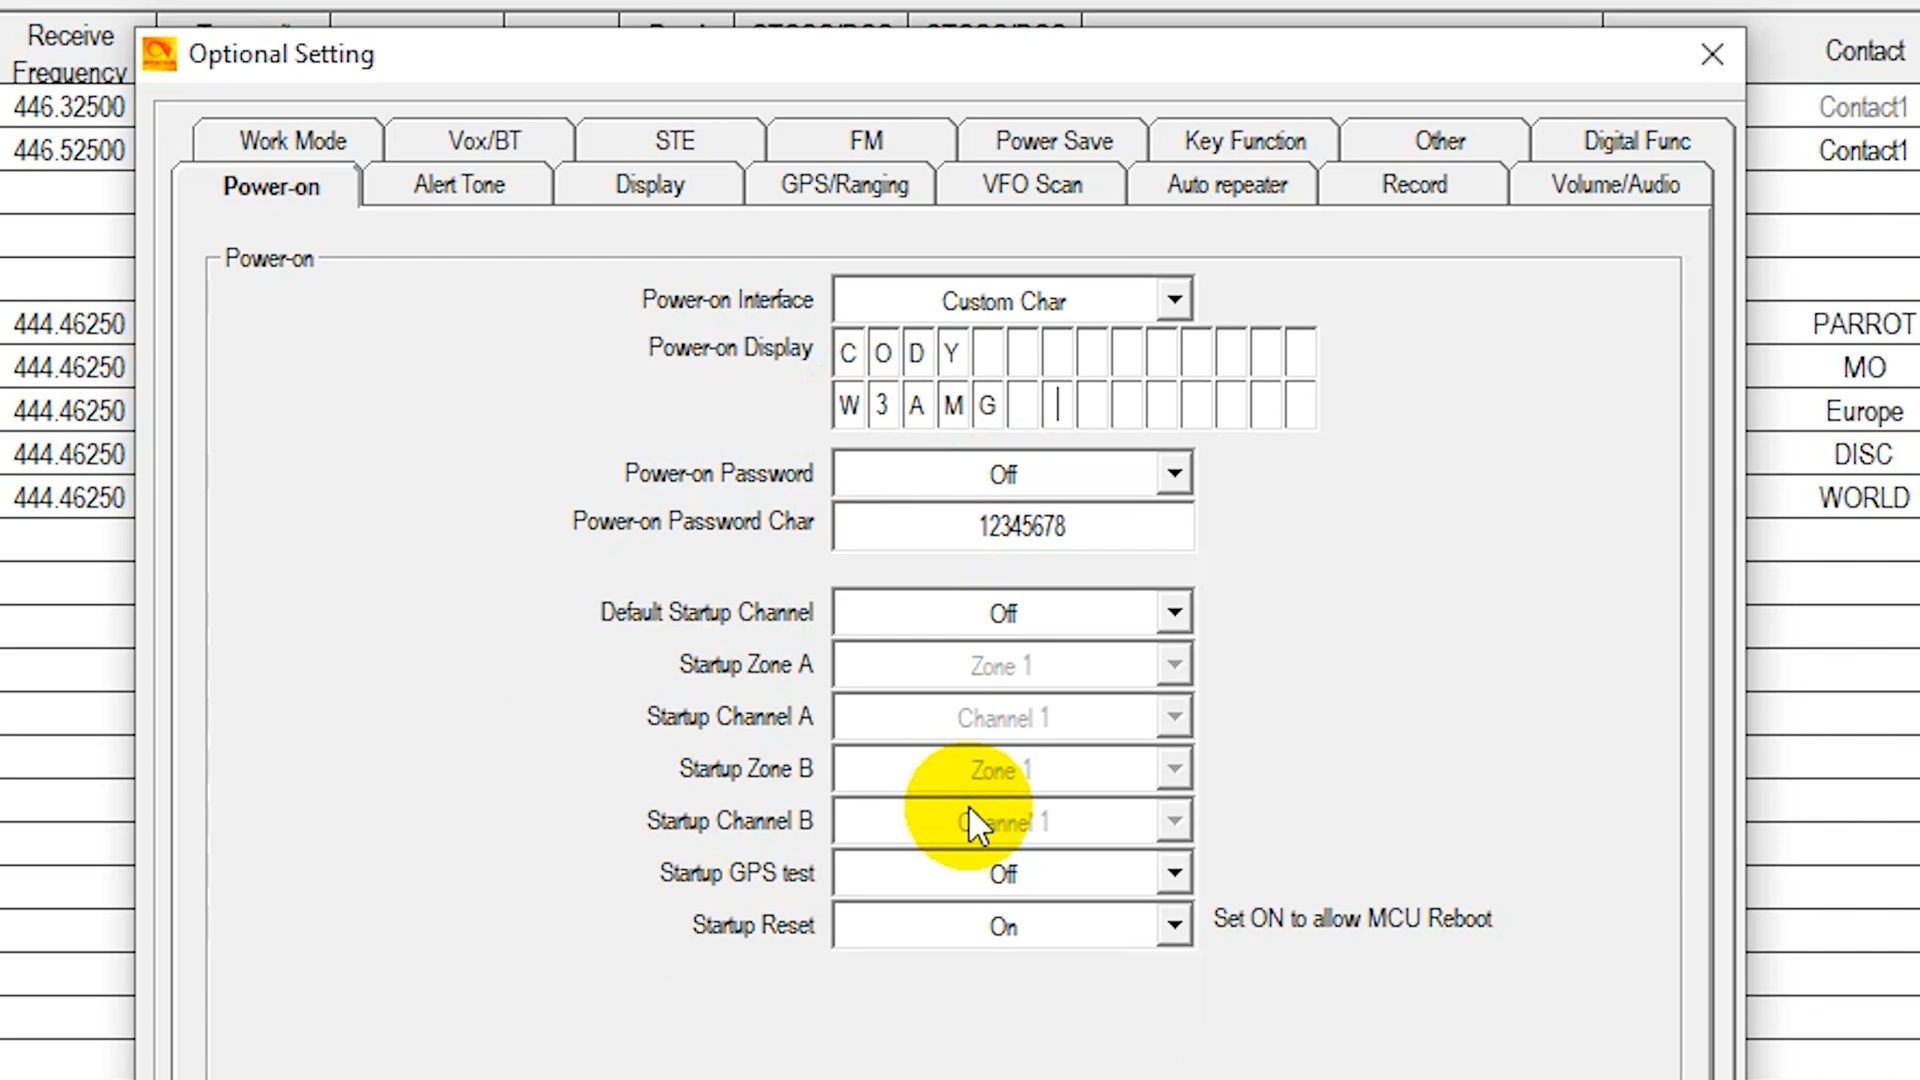 Receive
Frequency
Optional Setting
Contact
446.32500
Contact1
446.52500
Contact1
Work Mode Vox/BT STE FM Power Save Key Function Other Digital Func
Power-on Alert Tone Display GPS/Ranging VFO Scan Auto repeater Record Volume/Audio
Power-on
Power-on Interface Custom Char
Power-on Display C O D Y
W 3 A M G
444.46250 PARROT
444.46250 MO
444.46250 Europe
444.46250 DISC
444.46250 WORLD
Power-on Password Off
Power-on Password Char 12345678
Default Startup Channel Off
Startup Zone A Zone 1
Startup Channel A Channel 1
Startup Zone B Zone 1
Startup Channel B Channel 1
Startup GPS test Off
Startup Reset On Set ON to allow MCU Reboot